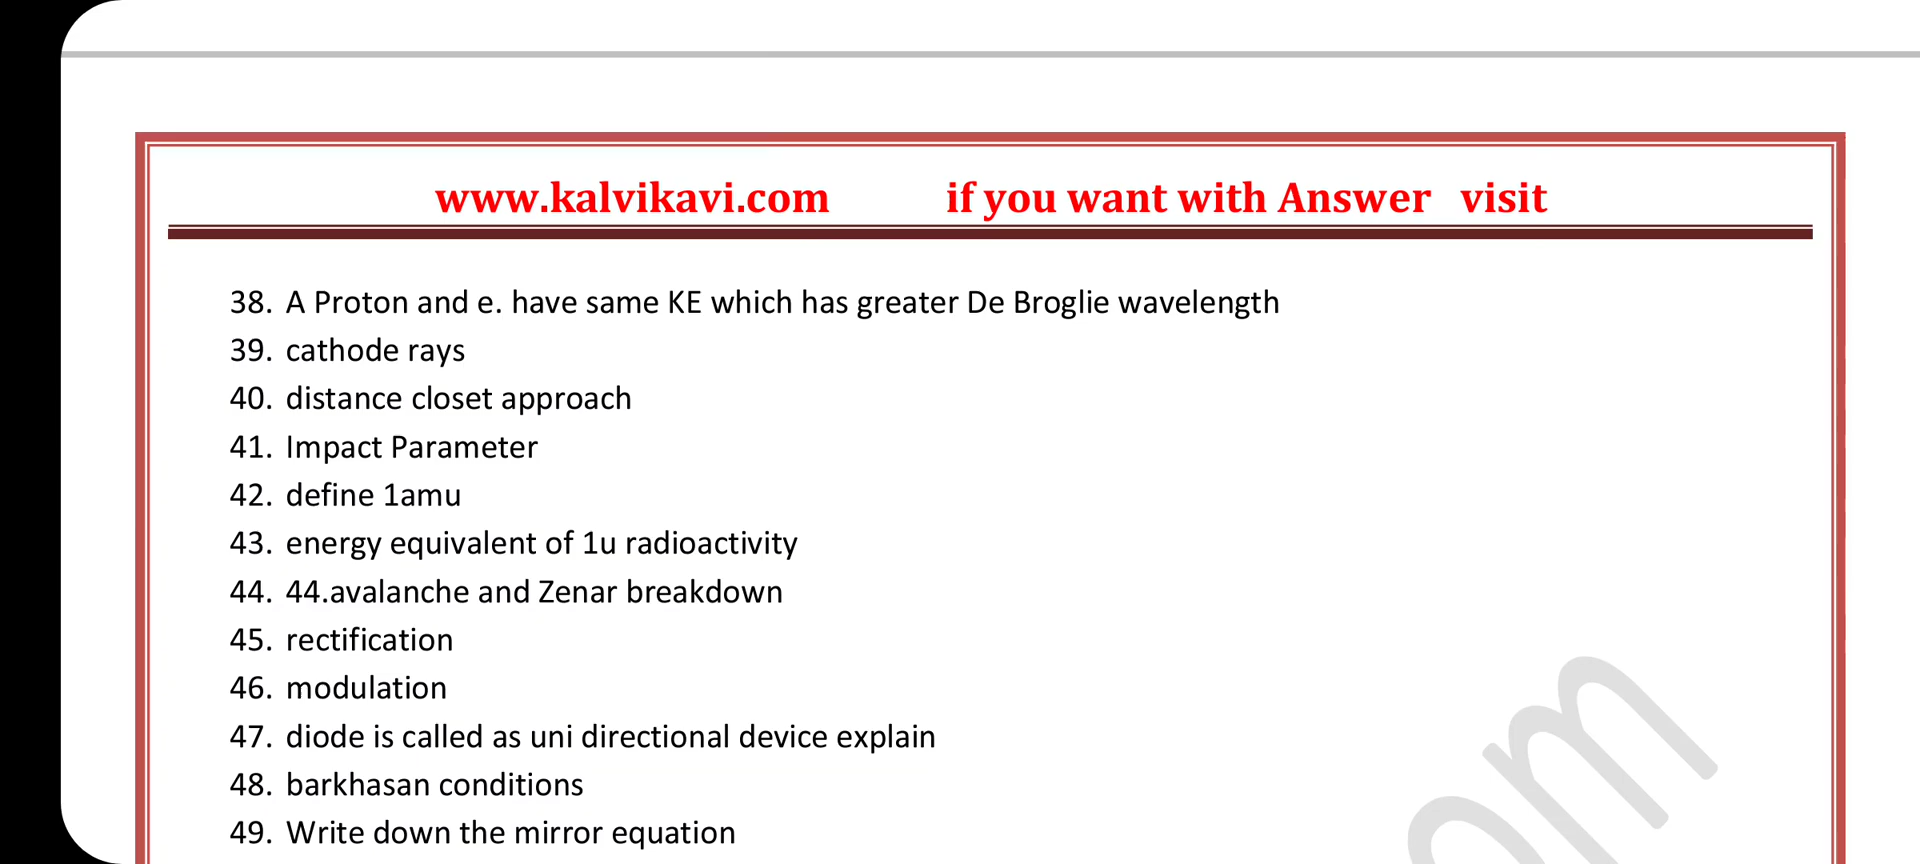 www.kalvikavi.com if you want with Answer visit
38. A Proton and e. have same KE which has greater De Broglie wavelength
39. cathode rays
40. distance closet approach
41. Impact Parameter
42. define 1amu
43. energy equivalent of 1u radioactivity
44. 44.avalanche and Zenar breakdown
45. rectification
46. modulation
47. diode is called as uni directional device explain
48. barkhasan conditions
49. Write down the mirror equation
om